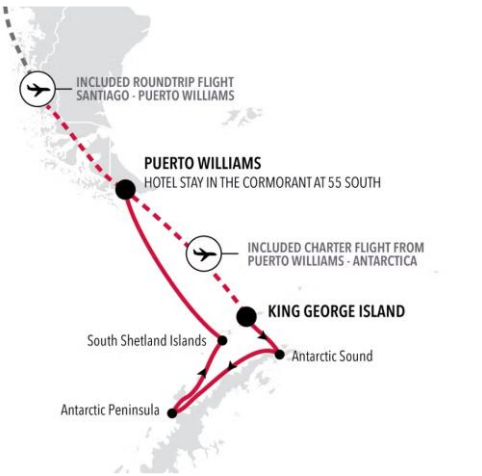 INCLUDED ROUNDTRIP FLIGHT
SANTIAGO - PUERTO WILLIAMS
PUERTO WILLIAMS
HOTEL STAY IN THE CORMORANT AT 55 SOUTH
INCLUDED CHARTER FLIGHT FROM
PUERTO WILLIAMS - ANTARCTICA
KING GEORGE ISLAND
South Shetland Islands
Antarctic Sound
Antarctic Peninsula